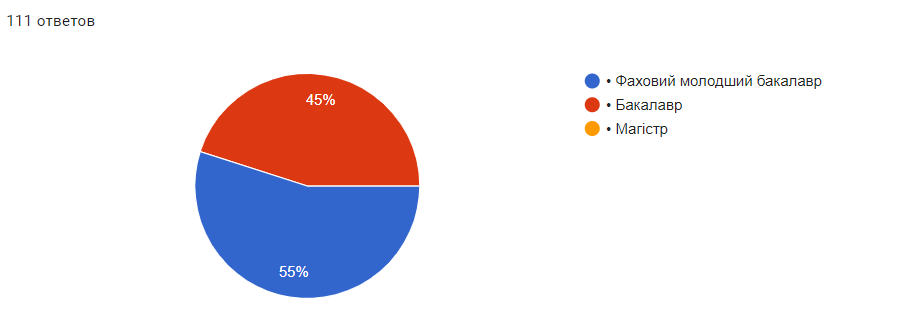 111 ответов
45%
55%
• Фаховий молодший бакалавр
• Бакалавр
• Магістр